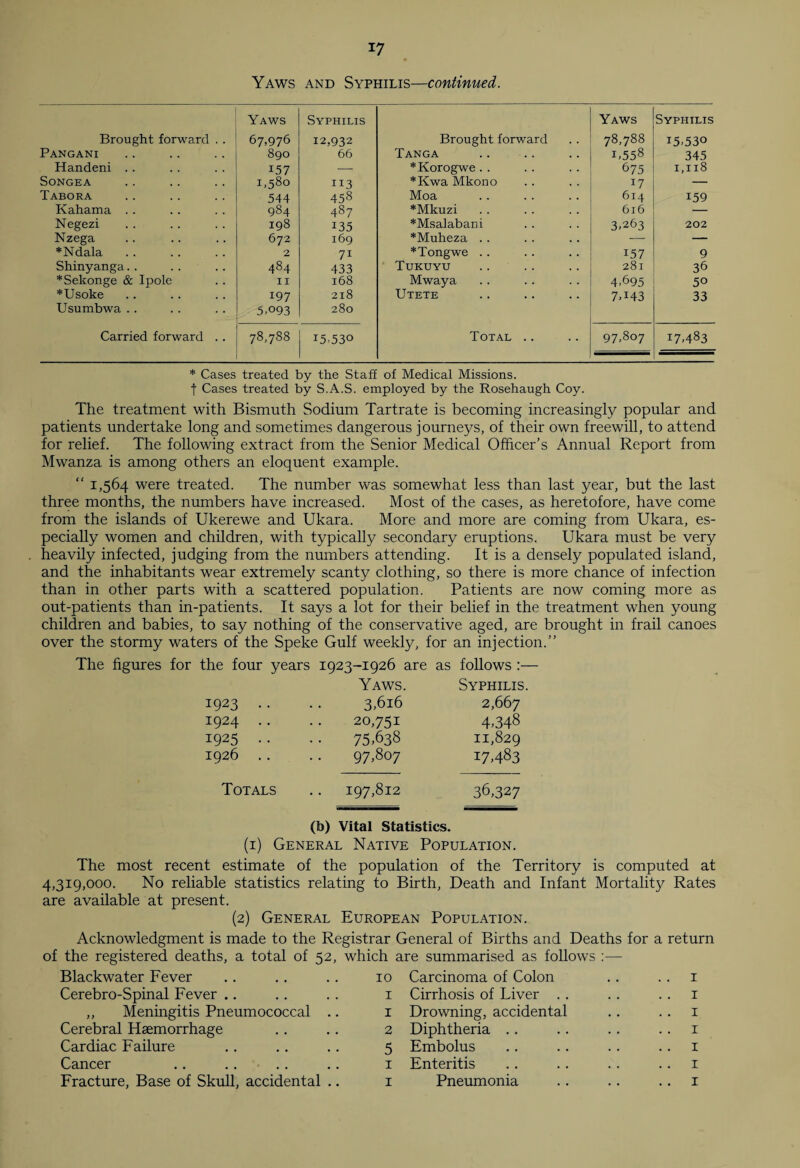 17
Yaws and Syphilis—continued.
Yaws Syphilis Yaws Syphilis
Brought forward . . 67,976 12,932 Brought forward . . 78,788 15,530
Pangani . . . . . . 890 66 Tanga . . . . . . 1,558 345
Handeni . . . . . . 157 — *Korogwe . . . . . . 675 1,118
Songea . . . . . . 1,580 113 *Kwa Mkono . . . . 17 —
Tabora . . . . . . 544 458 Moa . . . . . . 614 159
Kahama . . . . . . 984 487 *Mkuzi . . . . . . 616 —
Negezi . . . . . . 198 135 *Msalabani . . . . 3,263 202
Nzega . . . . . . 672 169 *Muheza . . . . . . — —
*Ndala . . . . . . 2 71 *Tongwe . . . . . . 157 9
Shinyanga . . . . . . 484 433 Tukuyu . . . . . . 281 36
*Sekonge & Ipole . . 11 168 Mwaya . . . . . . 4,695 50
*Usoke . . . . . . 197 218 Utete . . . . . . 7,143 33
Usumbwa . . . . . . 5,093 280
Carried forward . . 78,788 15,530 Total . . . . 97,807 17,483
* Cases treated by the Staff of Medical Missions.
† Cases treated by S.A.S. employed by the Rosehaugh Coy.
The treatment with Bismuth Sodium Tartrate is becoming increasingly popular and
patients undertake long and sometimes dangerous journeys, of their own freewill, to attend
for relief. The following extract from the Senior Medical Officer's Annual Report from
Mwanza is among others an eloquent example.
“ 1,564 were treated. The number was somewhat less than last year, but the last
three months, the numbers have increased. Most of the cases, as heretofore, have come
from the islands of Ukerewe and Ukara. More and more are coming from Ukara, es-
pecially women and children, with typically secondary eruptions. Ukara must be very
heavily infected, judging from the numbers attending. It is a densely populated island,
and the inhabitants wear extremely scanty clothing, so there is more chance of infection
than in other parts with a scattered population. Patients are now coming more as
out-patients than in-patients. It says a lot for their belief in the treatment when young
children and babies, to say nothing of the conservative aged, are brought in frail canoes
over the stormy waters of the Speke Gulf weekly, for an injection.”
The figures for the four years 1923–1926 are as follows :—
Yaws. Syphilis.
1923 . . . . 3,616 2,667
1924 . . . . 20,751 4,348
1925 . . . . 75,638 11,829
1926 . . . . 97,807 17,483
Totals . . 197,812 36,327
(b) Vital Statistics.
(1) General Native Population.
The most recent estimate of the population of the Territory is computed at
4,319,000. No reliable statistics relating to Birth, Death and Infant Mortality Rates
are available at present.
(2) General European Population.
Acknowledgment is made to the Registrar General of Births and Deaths for a return
of the registered deaths, a total of 52, which are summarised as follows :—
Blackwater Fever . . . . . . 10 Carcinoma of Colon . . . . 1
Cerebro-Spinal Fever . . . . . . 1 Cirrhosis of Liver . . . . . . 1
,, Meningitis Pneumococcal . . 1 Drowning, accidental . . . . 1
Cerebral Hæmorrhage . . . . 2 Diphtheria . . . . . . . . 1
Cardiac Failure . . . . . . 5 Embolus . . . . . . . . 1
Cancer . . . . . . . . 1 Enteritis . . . . . . . . 1
Fracture, Base of Skull, accidental . . 1 Pneumonia . . . . . . 1